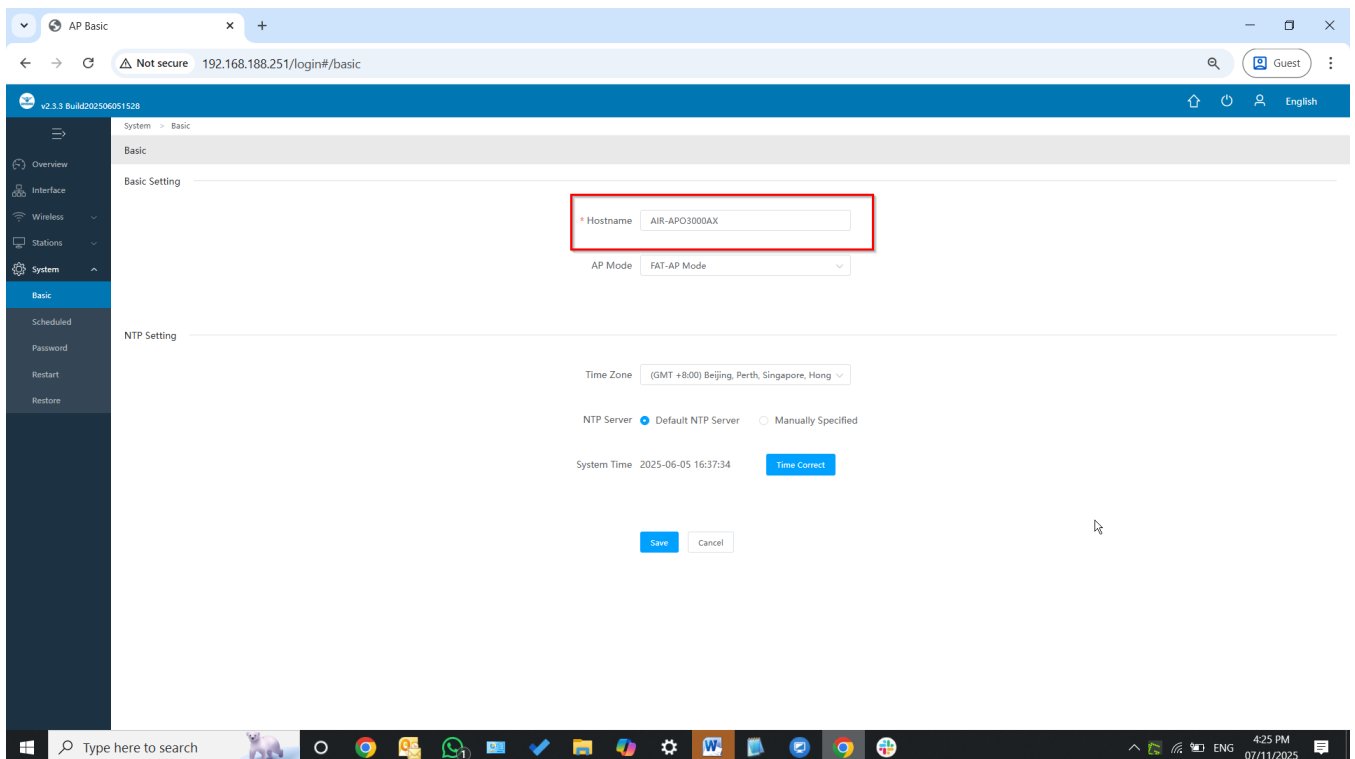 AP Basic
Not secure 192.168.188.251/login#/basic
Guest
v2.3.3 Build202506051528
English
System > Basic
Basic
Overview
Interface
Wireless
Stations
System
Basic
Scheduled
Password
Restart
Restore
Basic Setting
* Hostname AIR-APO3000AX
AP Mode FAT-AP Mode
NTP Setting
Time Zone (GMT +8:00) Beijing, Perth, Singapore, Hong
NTP Server Default NTP Server Manually Specified
System Time 2025-06-05 16:37:34 Time Correct
Save Cancel
Type here to search
1
ENG
4:25 PM
07/11/2025